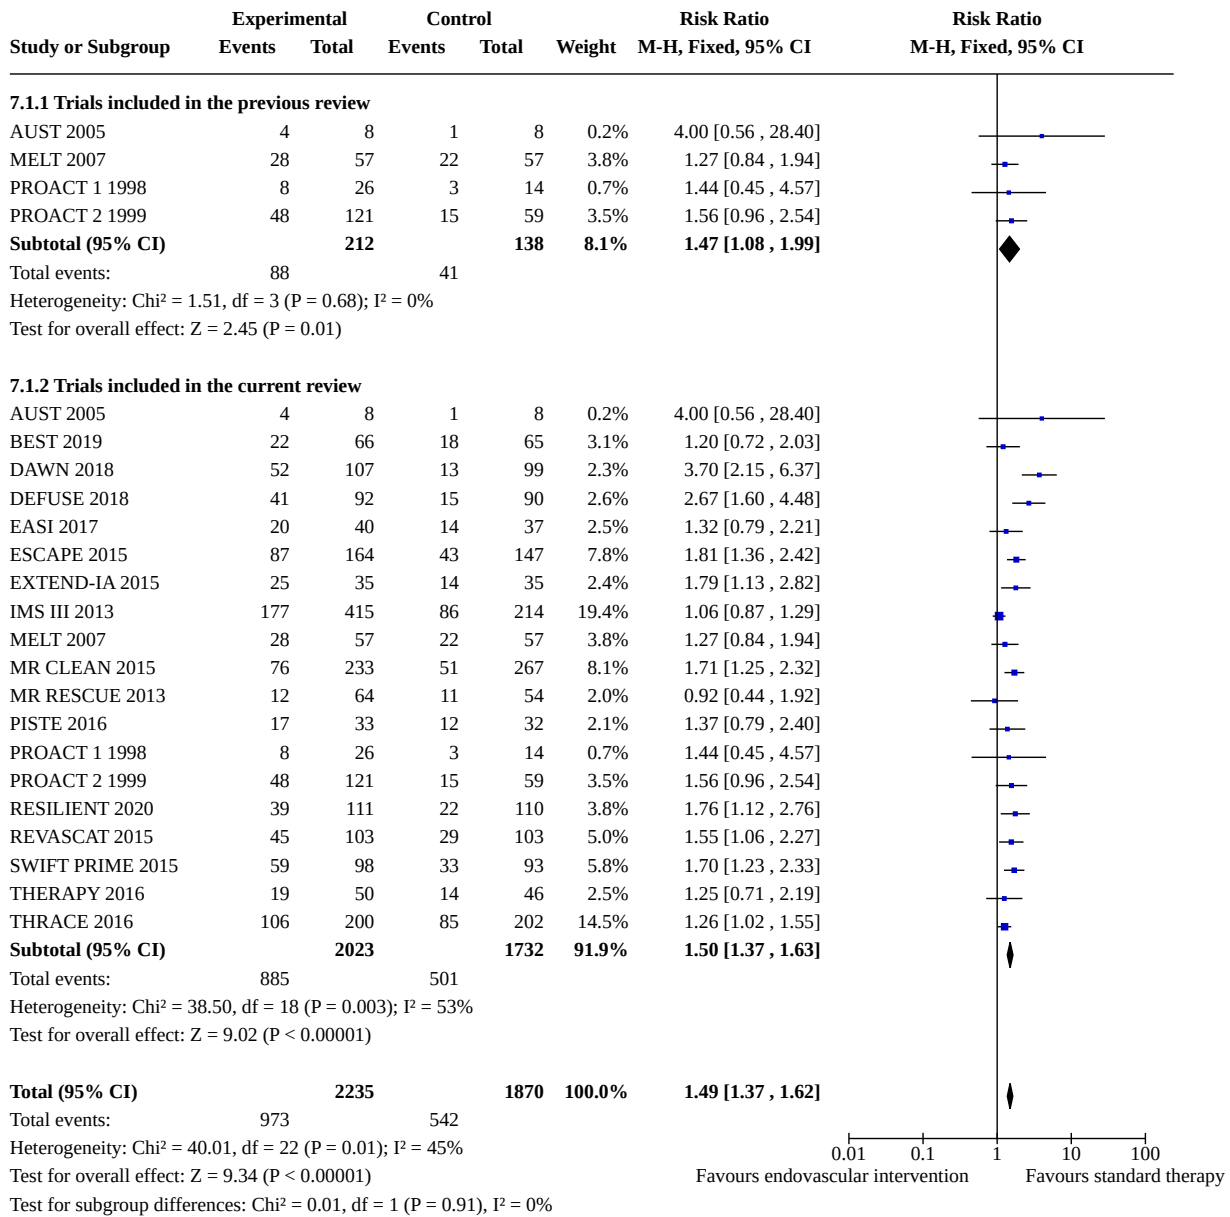 Experimental Control Risk Ratio Risk Ratio
Study or Subgroup Events Total Events Total Weight M-H, Fixed, 95% CI M-H, Fixed, 95% CI
7.1.1 Trials included in the previous review
AUST 2005 4 8 1 8 0.2% 4.00 [0.56 , 28.40]
MELT 2007 28 57 22 57 3.8% 1.27 [0.84 , 1.94]
PROACT 1 1998 8 26 3 14 0.7% 1.44 [0.45 , 4.57]
PROACT 2 1999 48 121 15 59 3.5% 1.56 [0.96 , 2.54]
Subtotal (95% CI) 212 138 8.1% 1.47 [1.08 , 1.99]
Total events: 88 41
Heterogeneity: Chi² = 1.51, df = 3 (P = 0.68); I² = 0%
Test for overall effect: Z = 2.45 (P = 0.01)
7.1.2 Trials included in the current review
AUST 2005 4 8 1 8 0.2% 4.00 [0.56 , 28.40]
BEST 2019 22 66 18 65 3.1% 1.20 [0.72 , 2.03]
DAWN 2018 52 107 13 99 2.3% 3.70 [2.15 , 6.37]
DEFUSE 2018 41 92 15 90 2.6% 2.67 [1.60 , 4.48]
EASI 2017 20 40 14 37 2.5% 1.32 [0.79 , 2.21]
ESCAPE 2015 87 164 43 147 7.8% 1.81 [1.36 , 2.42]
EXTEND-IA 2015 25 35 14 35 2.4% 1.79 [1.13 , 2.82]
IMS III 2013 177 415 86 214 19.4% 1.06 [0.87 , 1.29]
MELT 2007 28 57 22 57 3.8% 1.27 [0.84 , 1.94]
MR CLEAN 2015 76 233 51 267 8.1% 1.71 [1.25 , 2.32]
MR RESCUE 2013 12 64 11 54 2.0% 0.92 [0.44 , 1.92]
PISTE 2016 17 33 12 32 2.1% 1.37 [0.79 , 2.40]
PROACT 1 1998 8 26 3 14 0.7% 1.44 [0.45 , 4.57]
PROACT 2 1999 48 121 15 59 3.5% 1.56 [0.96 , 2.54]
RESILIENT 2020 39 111 22 110 3.8% 1.76 [1.12 , 2.76]
REVASCAT 2015 45 103 29 103 5.0% 1.55 [1.06 , 2.27]
SWIFT PRIME 2015 59 98 33 93 5.8% 1.70 [1.23 , 2.33]
THERAPY 2016 19 50 14 46 2.5% 1.25 [0.71 , 2.19]
THRACE 2016 106 200 85 202 14.5% 1.26 [1.02 , 1.55]
Subtotal (95% CI) 2023 1732 91.9% 1.50 [1.37 , 1.63]
Total events: 885 501
Heterogeneity: Chi² = 38.50, df = 18 (P = 0.003); I² = 53%
Test for overall effect: Z = 9.02 (P < 0.00001)
Total (95% CI) 2235 1870 100.0% 1.49 [1.37 , 1.62]
Total events: 973 542
Heterogeneity: Chi² = 40.01, df = 22 (P = 0.01); I² = 45%
0.01 0.1 1 10 100
Test for overall effect: Z = 9.34 (P < 0.00001) Favours endovascular intervention Favours standard therapy
Test for subgroup differences: Chi² = 0.01, df = 1 (P = 0.91), I² = 0%